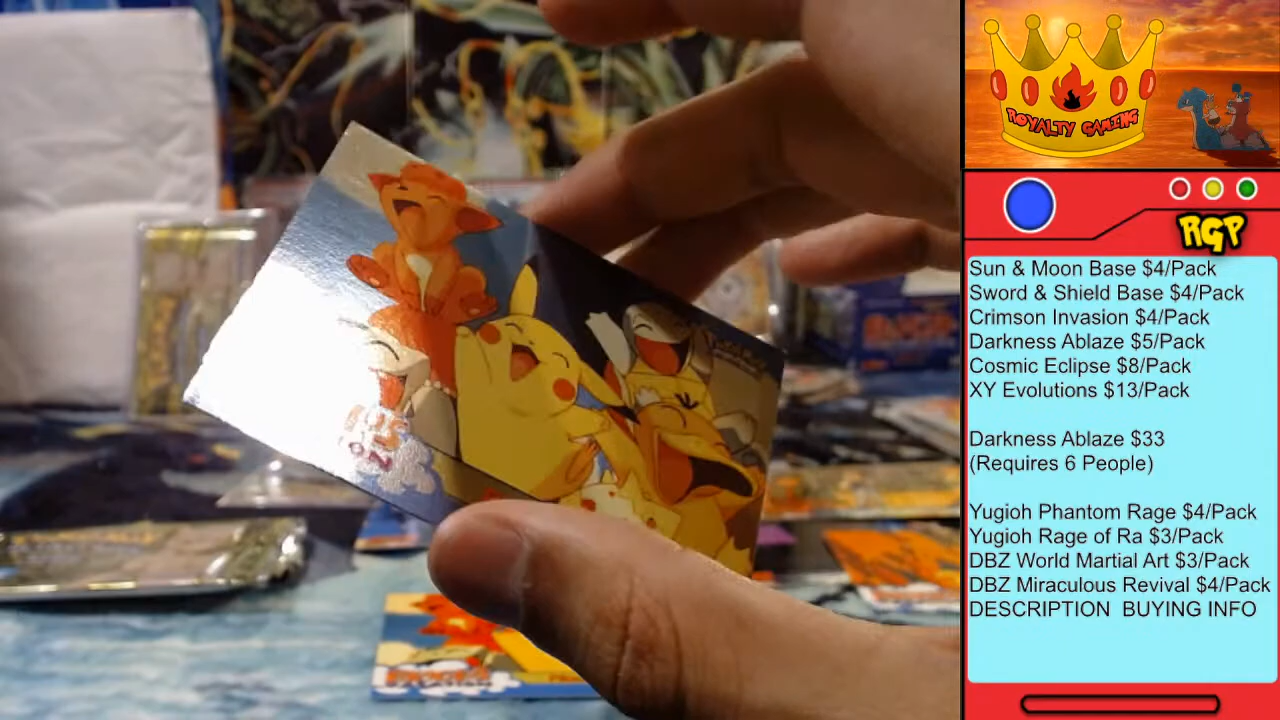 ROYALTY GAMING
RGP
Sun & Moon Base $4/Pack
Sword & Shield Base $4/Pack
Crimson Invasion $4/Pack
Darkness Ablaze $5/Pack
Cosmic Eclipse $8/Pack
XY Evolutions $13/Pack
Darkness Ablaze $33
(Requires 6 People)
Yugioh Phantom Rage $4/Pack
Yugioh Rage of Ra $3/Pack
DBZ World Martial Art $3/Pack
DBZ Miraculous Revival $4/Pack
DESCRIPTION BUYING INFO